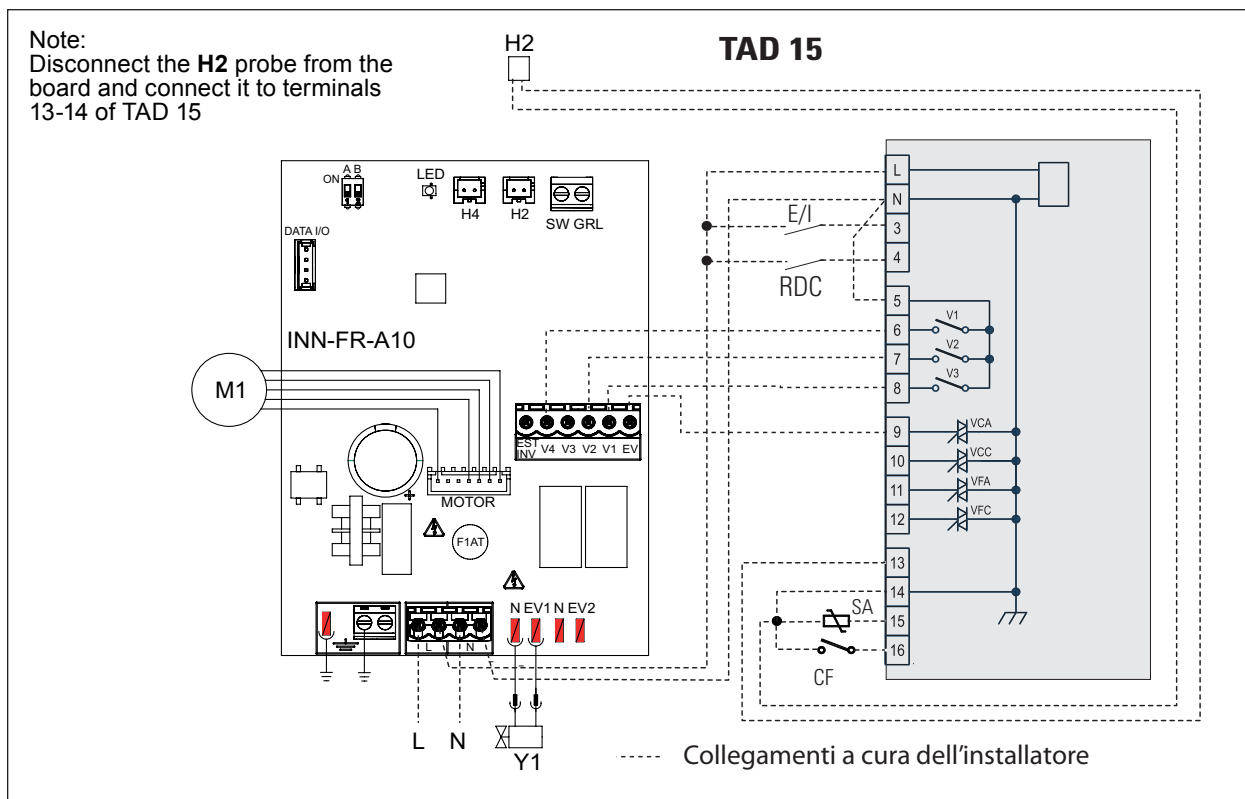 Note:
Disconnect the H2 probe from the
board and connect it to terminals
13-14 of TAD 15
H2
TAD 15
ON
A B
LED
H4
H2
SW GRL
DATA I/O
INN-FR-A10
M1
EST INV
V4
V3
V2
V1
EV
MOTOR
+
F1AT
N EV1 N EV2
L
N
L
N
Y1
E/I
RDC
L
N
3
4
5
6
7
8
V1
V2
V3
9
10
11
12
VCA
VCC
VFA
VFC
13
14
15
16
SA
CF
Collegamenti a cura dell'installatore